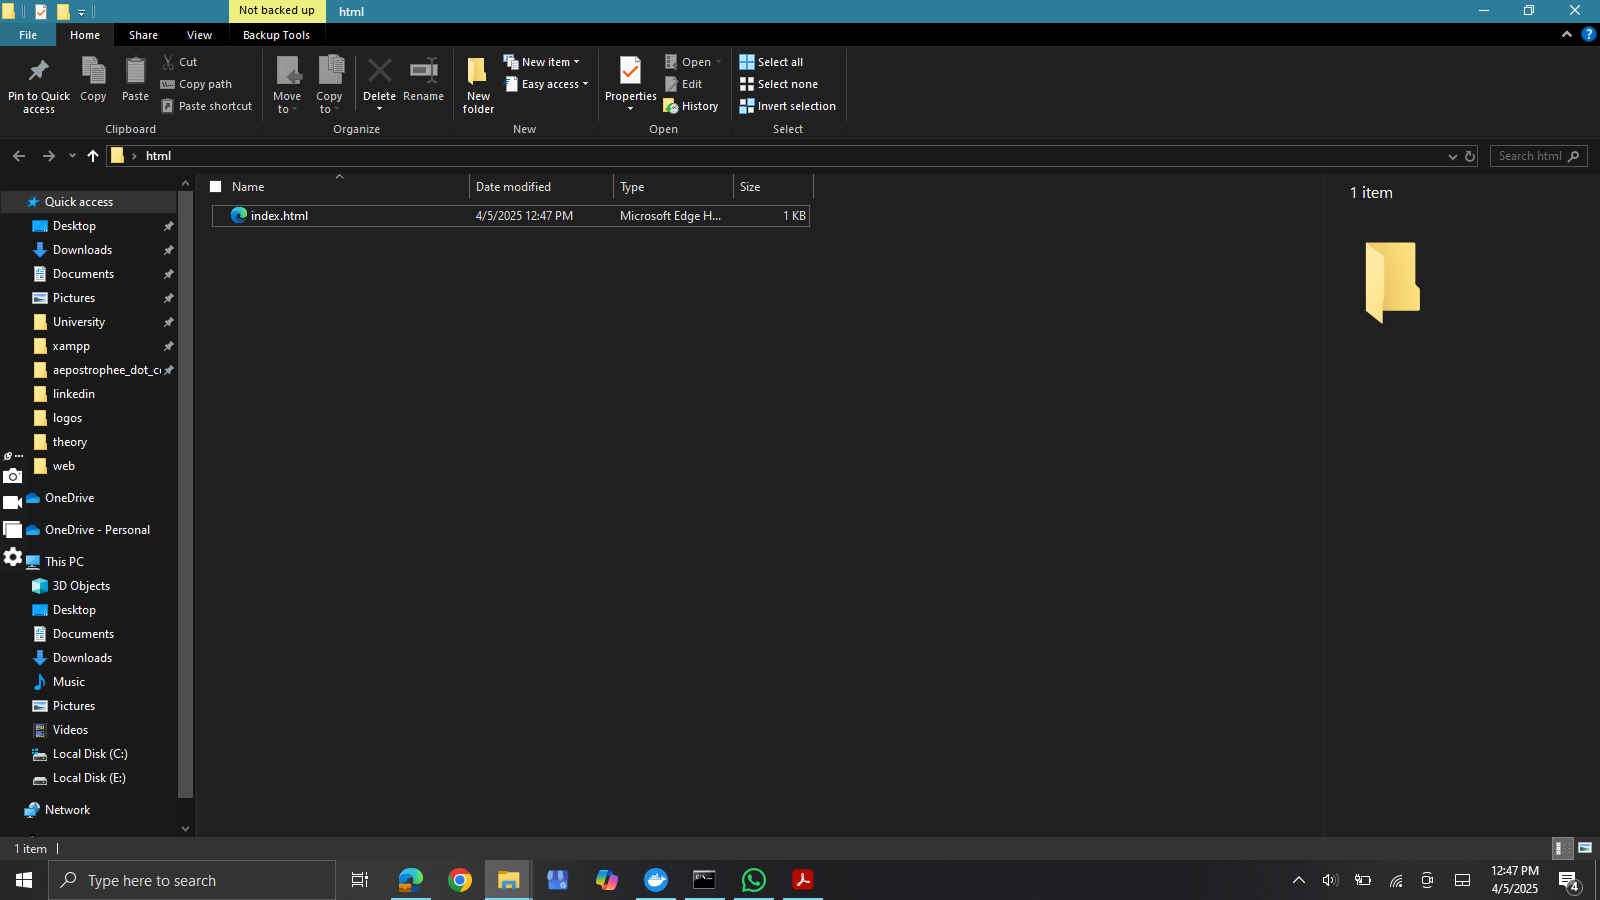 Not backed up
html
File
Home
Share
View
Backup Tools
Pin to Quick access
Copy
Paste
Cut
Copy path
Paste shortcut
Clipboard
Move to
Copy to
Delete
Rename
Organize
New folder
New item
Easy access
New
Properties
Open
Edit
History
Open
Select all
Select none
Invert selection
Select
html
Search html
Name
Date modified
Type
Size
index.html
4/5/2025 12:47 PM
Microsoft Edge H...
1 KB
1 item
Quick access
Desktop
Downloads
Documents
Pictures
University
xampp
aepostrophee_dot_c
linkedin
logos
theory
web
OneDrive
OneDrive - Personal
This PC
3D Objects
Desktop
Documents
Downloads
Music
Pictures
Videos
Local Disk (C:)
Local Disk (E:)
Network
1 item
Type here to search
12:47 PM
4/5/2025
4